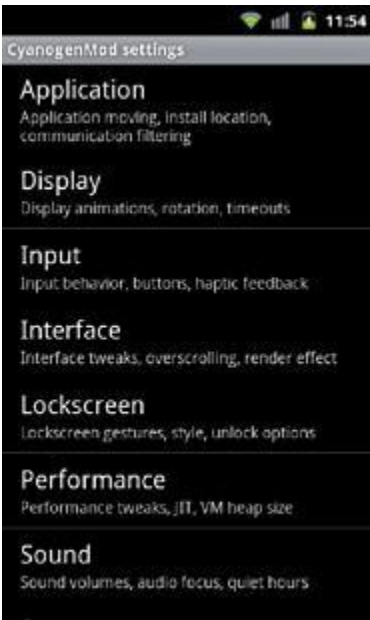 11:54
CyanogenMod settings
Application
Application moving, install location,
communication filtering
Display
Display animations, rotation, timeouts
Input
Input behavior, buttons, haptic feedback
Interface
Interface tweaks, overscrolling, render effect
Lockscreen
Lockscreen gestures, style, unlock options
Performance
Performance tweaks, JIT, VM heap size
Sound
Sound volumes, audio focus, quiet hours